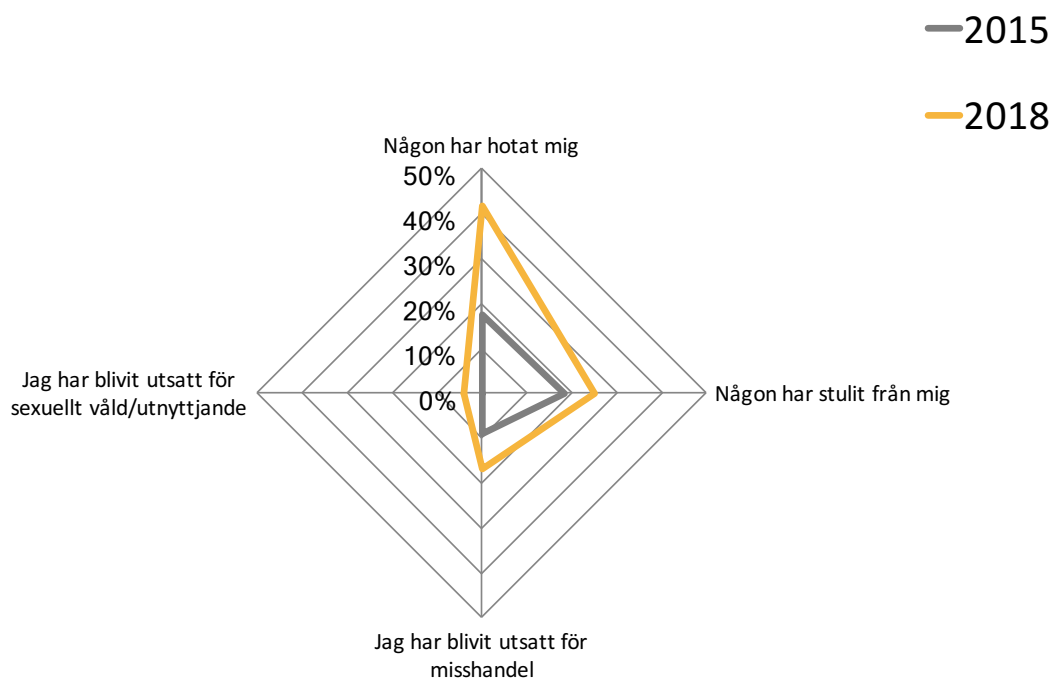 2015
2018
Någon har hotat mig
50%
40%
30%
20%
10%
0%
Jag har blivit utsatt för
sexuellt våld/utnyttjande
Någon har stulit från mig
Jag har blivit utsatt för
misshandel